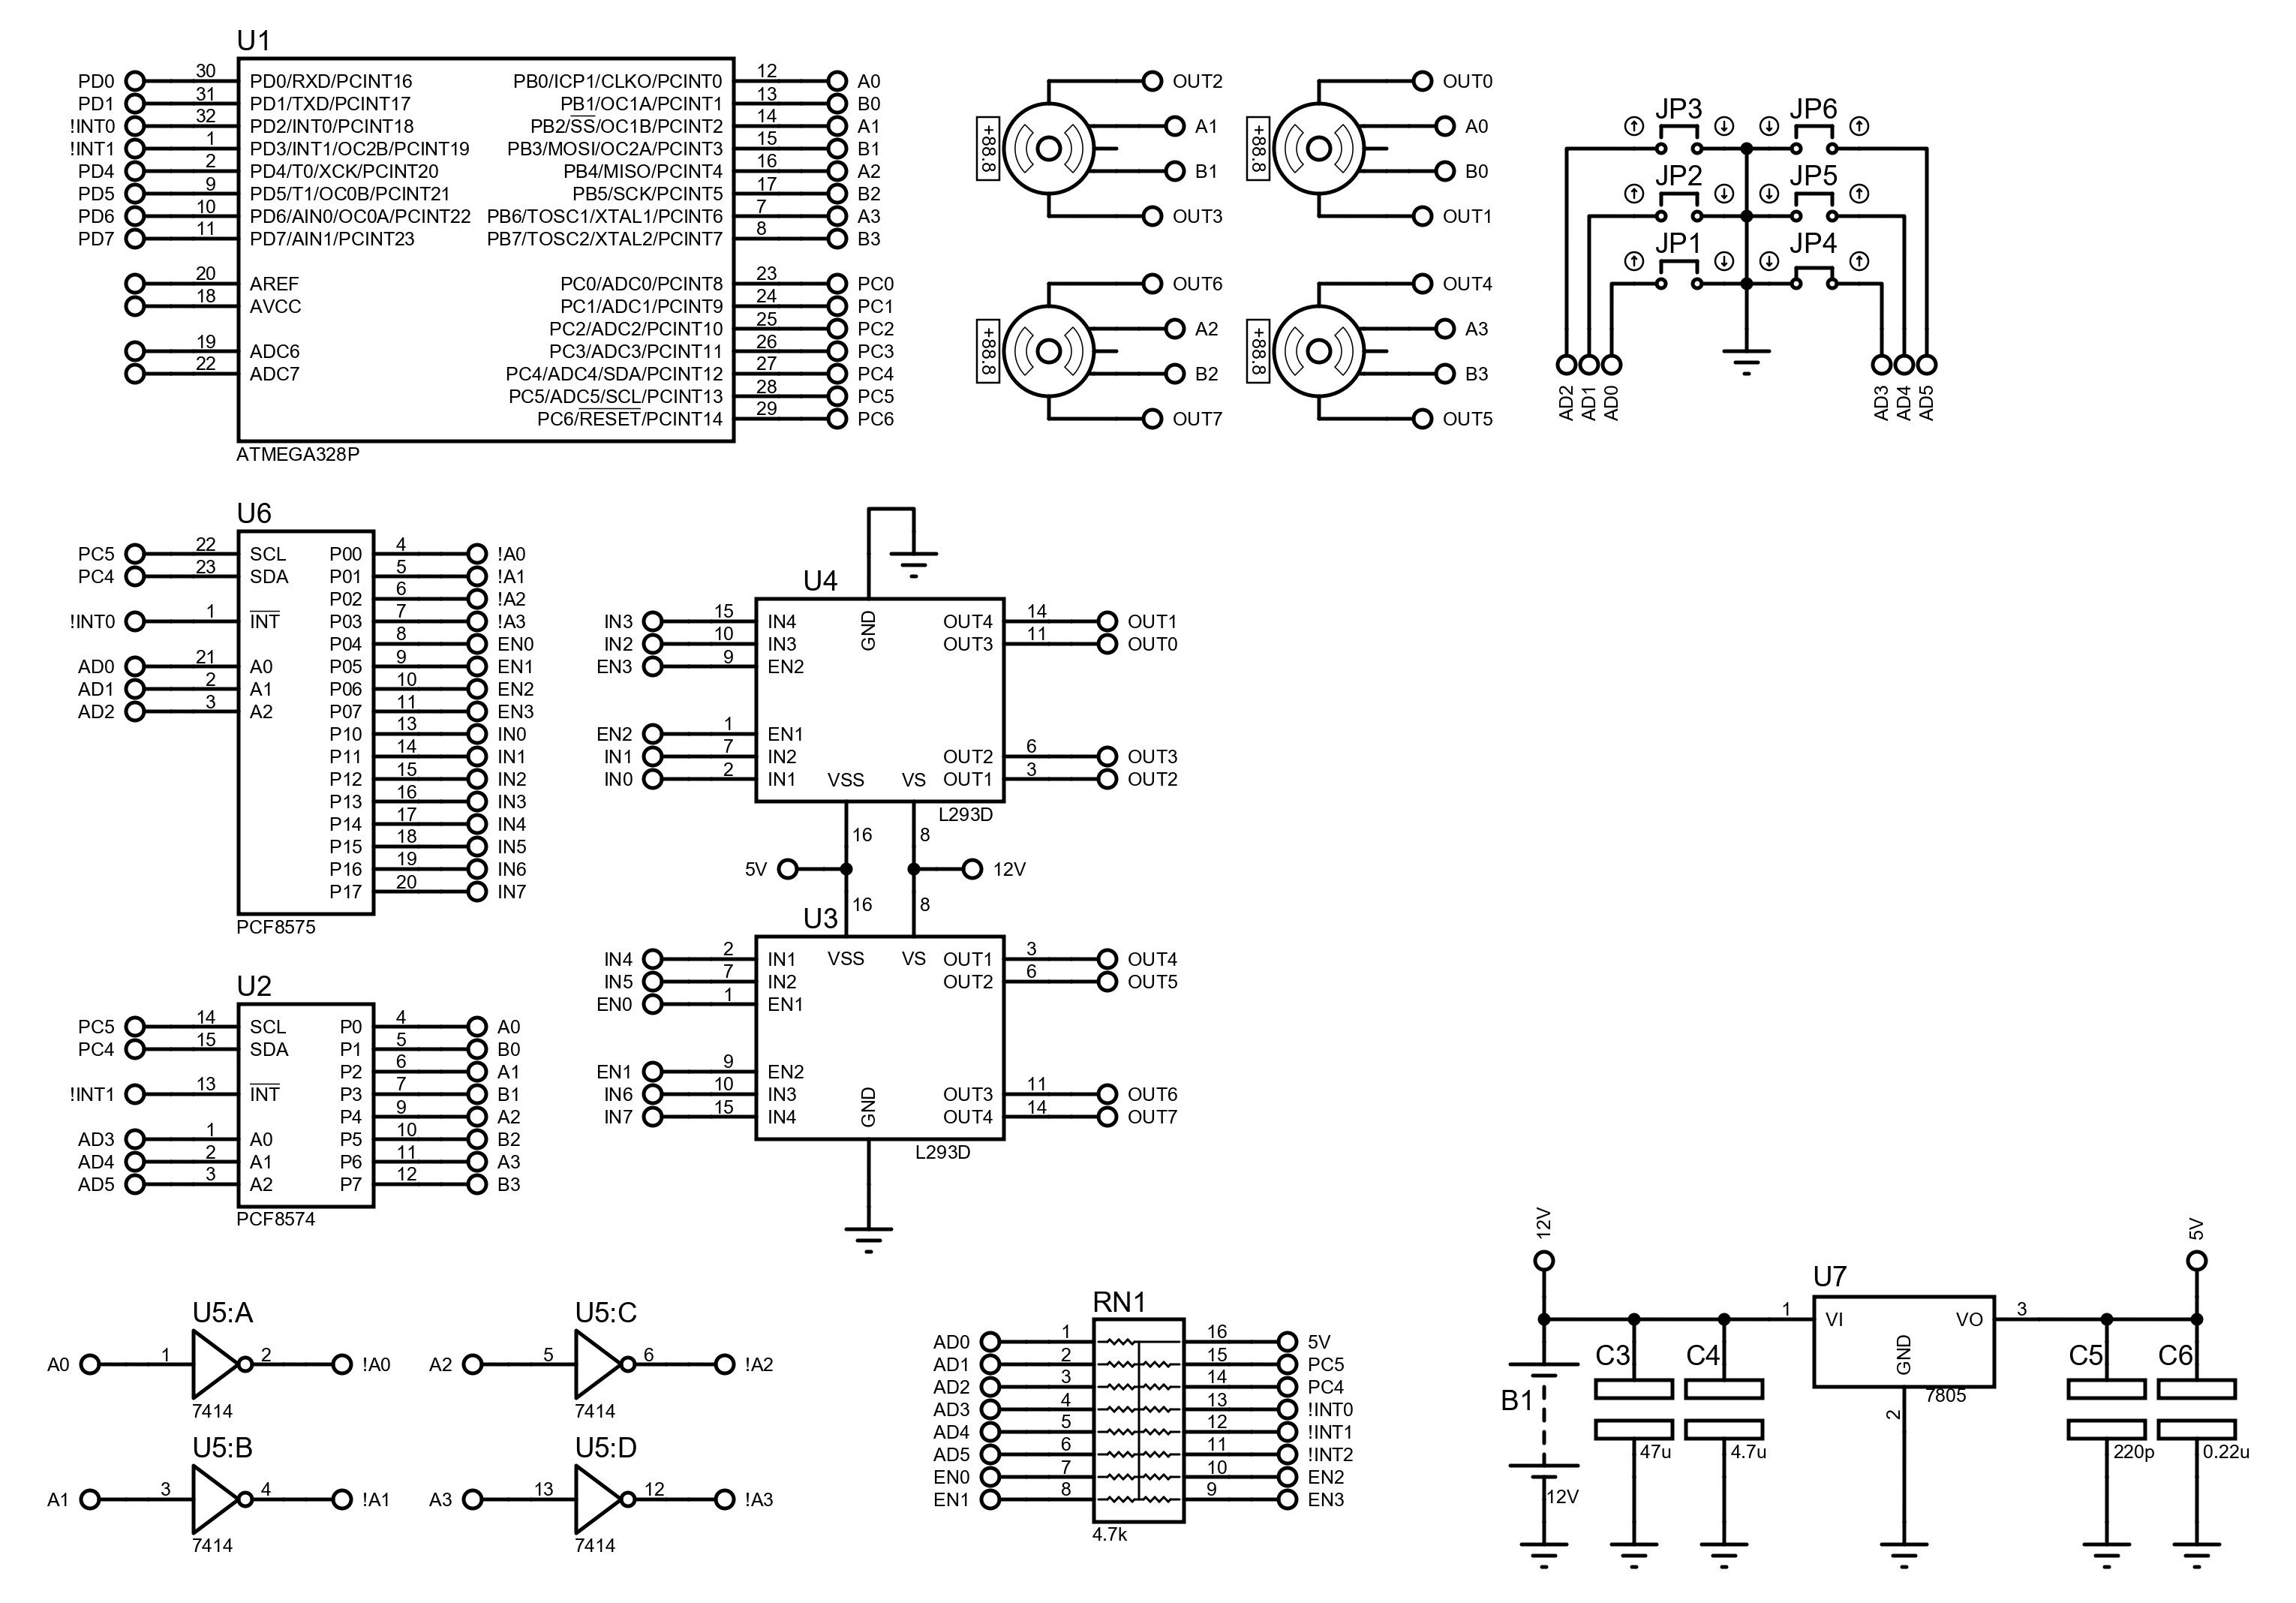 U1
PD0 30 PD0/RXD/PCINT16 PB0/ICP1/CLKO/PCINT0 12 A0
PD1 31 PD1/TXD/PCINT17 PB1/OC1A/PCINT1 13 B0
!INT0 32 PD2/INT0/PCINT18 PB2/SS/OC1B/PCINT2 14 A1
!INT1 1 PD3/INT1/OC2B/PCINT19 PB3/MOSI/OC2A/PCINT3 15 B1
PD4 2 PD4/T0/XCK/PCINT20 PB4/MISO/PCINT4 16 A2
PD5 9 PD5/T1/OC0B/PCINT21 PB5/SCK/PCINT5 17 B2
PD6 10 PD6/AIN0/OC0A/PCINT22 PB6/TOSC1/XTAL1/PCINT6 7 A3
PD7 11 PD7/AIN1/PCINT23 PB7/TOSC2/XTAL2/PCINT7 8 B3
20 AREF PC0/ADC0/PCINT8 23 PC0
18 AVCC PC1/ADC1/PCINT9 24 PC1
PC2/ADC2/PCINT10 25 PC2
19 ADC6 PC3/ADC3/PCINT11 26 PC3
22 ADC7 PC4/ADC4/SDA/PCINT12 27 PC4
PC5/ADC5/SCL/PCINT13 28 PC5
PC6/RESET/PCINT14 29 PC6
ATMEGA328P
OUT2
A1
+88.8
B1
OUT3
OUT0
A0
+88.8
B0
OUT1
OUT6
A2
+88.8
B2
OUT7
OUT4
A3
+88.8
B3
OUT5
JP3 JP6
JP2 JP5
JP1 JP4
AD2 AD1 AD0 AD3 AD4 AD5
U6
PC5 22 SCL P00 4 !A0
PC4 23 SDA P01 5 !A1
P02 6 !A2
!INT0 1 INT P03 7 !A3
P04 8 EN0
AD0 21 A0 P05 9 EN1
AD1 2 A1 P06 10 EN2
AD2 3 A2 P07 11 EN3
P10 13 IN0
P11 14 IN1
P12 15 IN2
P13 16 IN3
P14 17 IN4
P15 18 IN5
P16 19 IN6
P17 20 IN7
PCF8575
U4
IN3 15 IN4 GND OUT4 14 OUT1
IN2 10 IN3 OUT3 11 OUT0
EN3 9 EN2
EN2 1 EN1
IN1 7 IN2 OUT2 6 OUT3
IN0 2 IN1 VSS VS OUT1 3 OUT2
L293D
16 8
5V 12V
16 8
U3
IN4 2 IN1 VSS VS OUT1 3 OUT4
IN5 7 IN2 OUT2 6 OUT5
EN0 1 EN1
EN1 9 EN2
IN6 10 IN3 GND OUT3 11 OUT6
IN7 15 IN4 OUT4 14 OUT7
L293D
U2
PC5 14 SCL P0 4 A0
PC4 15 SDA P1 5 B0
P2 6 A1
!INT1 13 INT P3 7 B1
P4 9 A2
AD3 1 A0 P5 10 B2
AD4 2 A1 P6 11 A3
AD5 3 A2 P7 12 B3
PCF8574
U5:A
A0 1 2 !A0
7414
U5:C
A2 5 6 !A2
7414
U5:B
A1 3 4 !A1
7414
U5:D
A3 13 12 !A3
7414
RN1
AD0 1 16 5V
AD1 2 15 PC5
AD2 3 14 PC4
AD3 4 13 !INT0
AD4 5 12 !INT1
AD5 6 11 !INT2
EN0 7 10 EN2
EN1 8 9 EN3
4.7k
12V 5V
U7
1 VI VO 3
GND
7805
2
B1
12V
C3
47u
C4
4.7u
C5
220p
C6
0.22u